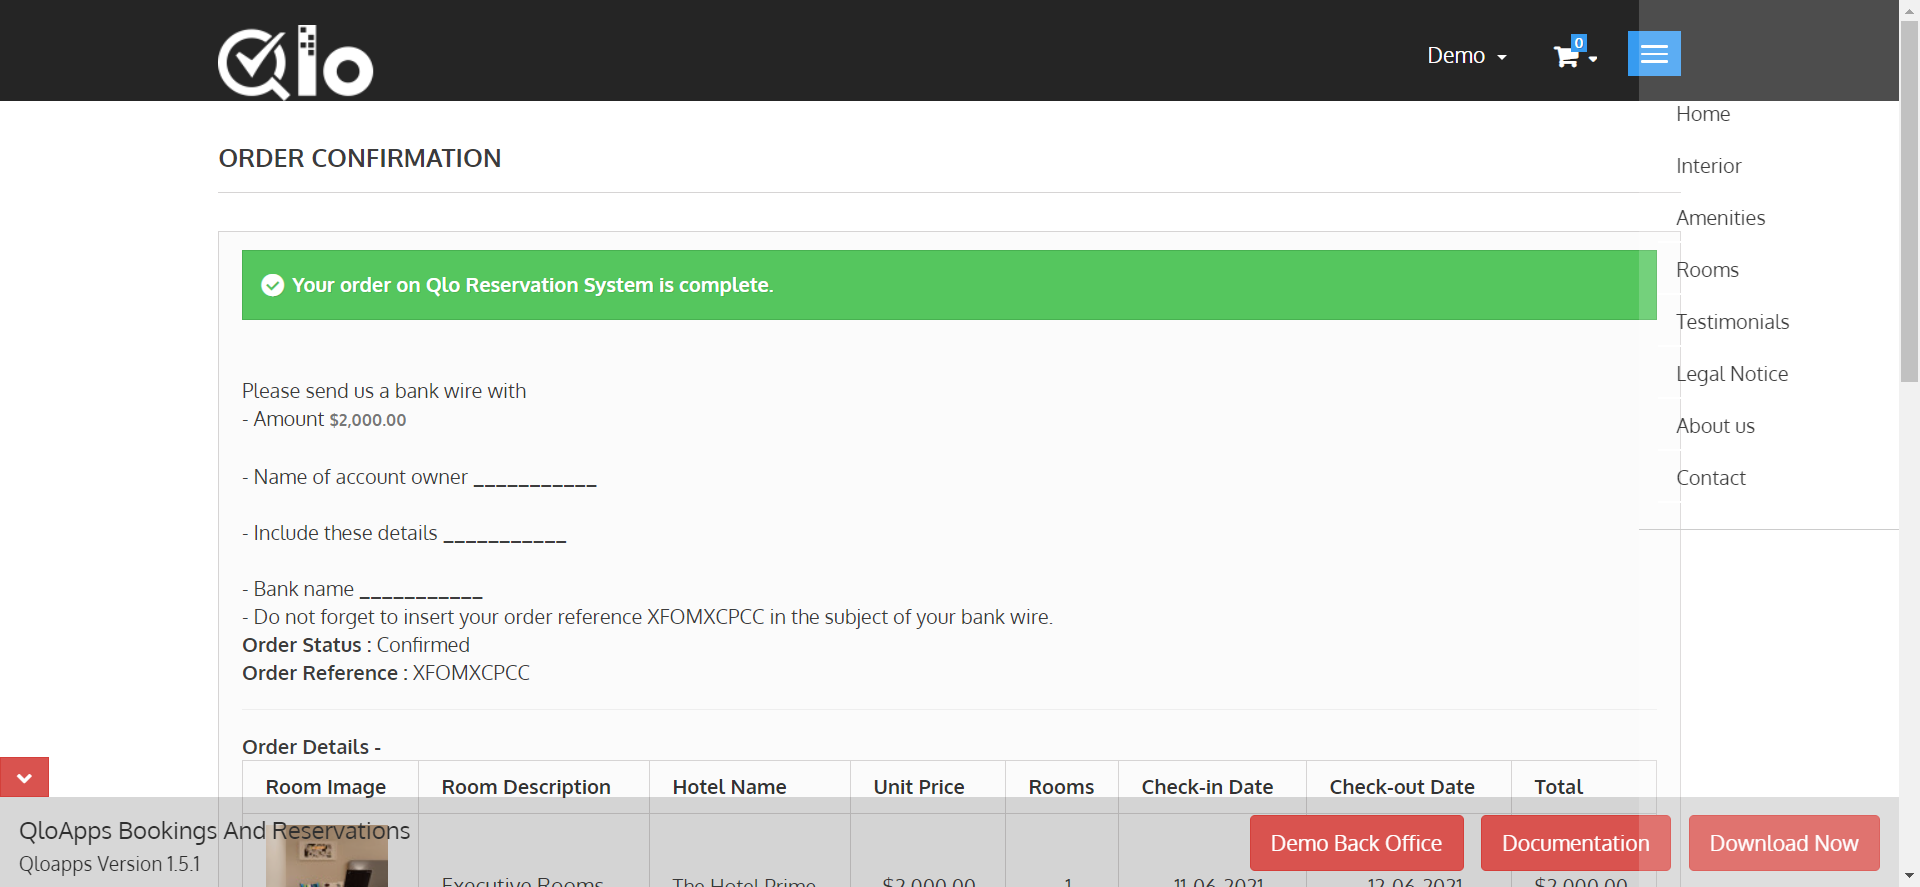 Qlo
Demo
0
Home
Interior
Amenities
Rooms
Testimonials
Legal Notice
About us
Contact
ORDER CONFIRMATION
Your order on Qlo Reservation System is complete.
Please send us a bank wire with
- Amount $2,000.00
- Name of account owner ___________
- Include these details ___________
- Bank name ___________
- Do not forget to insert your order reference XFOMXCPCC in the subject of your bank wire.
Order Status : Confirmed
Order Reference : XFOMXCPCC
Order Details -
Room Image Room Description Hotel Name Unit Price Rooms Check-in Date Check-out Date Total
Executive Rooms The Hotel Prime $2,000.00 1 11-06-2021 12-06-2021 $2,000.00
QloApps Bookings And Reservations
Qloapps Version 1.5.1
Demo Back Office Documentation Download Now